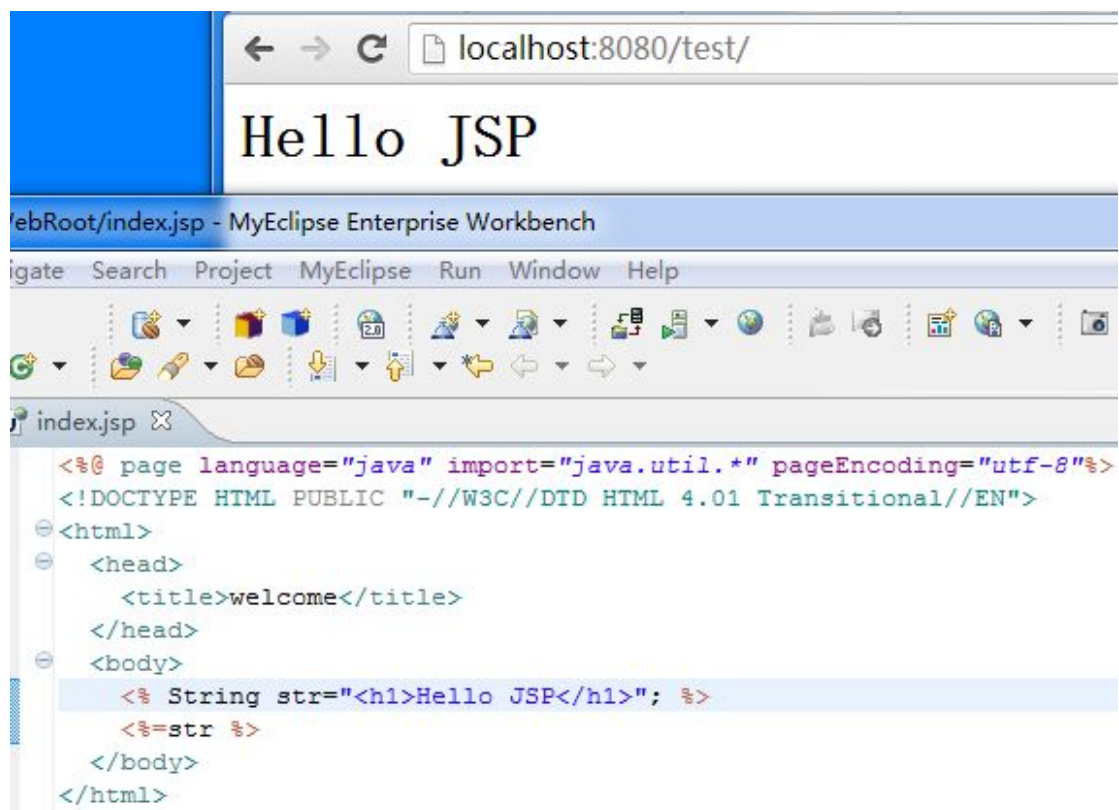 localhost:8080/test/
Hello JSP
/ebRoot/index.jsp - MyEclipse Enterprise Workbench
igate Search Project MyEclipse Run Window Help
2.0
index.jsp
<%@ page language="java" import="java.util.*" pageEncoding="utf-8"%>
<!DOCTYPE HTML PUBLIC "-//W3C//DTD HTML 4.01 Transitional//EN">
<html>
<head>
<title>welcome</title>
</head>
<body>
<% String str="<h1>Hello JSP</h1>"; %>
<%=str %>
</body>
</html>